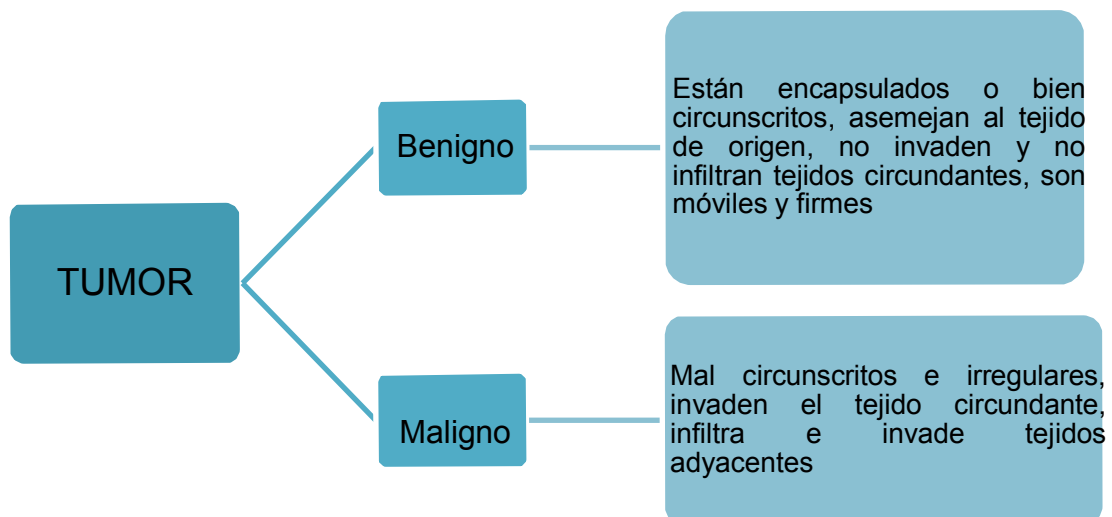 TUMOR
Benigno
Están encapsulados o bien
circunscritos, asemejan al tejido
de origen, no invaden y no
infiltran tejidos circundantes, son
móviles y firmes
Maligno
Mal circunscritos e irregulares,
invaden el tejido circundante,
infiltra e invade tejidos
adyacentes